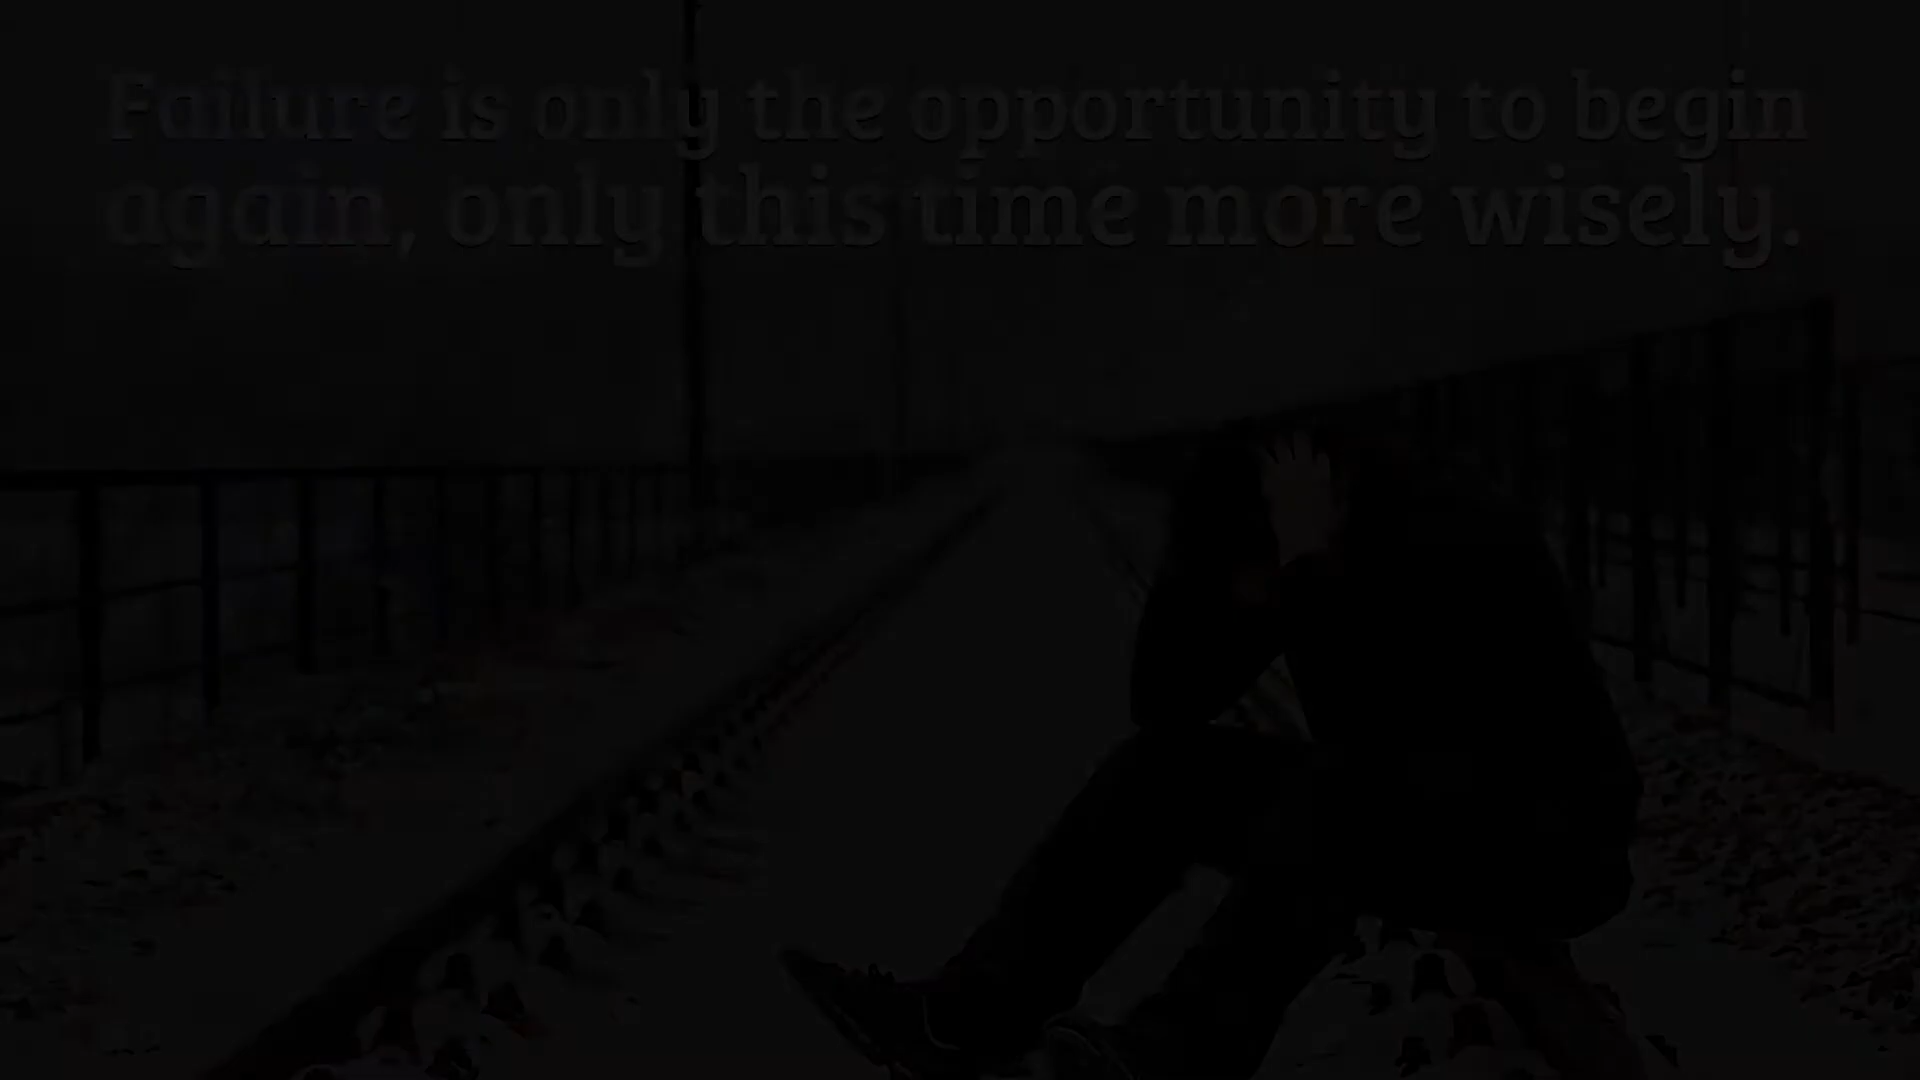 Failure is only the opportunity to begin
again, only this time more wisely.